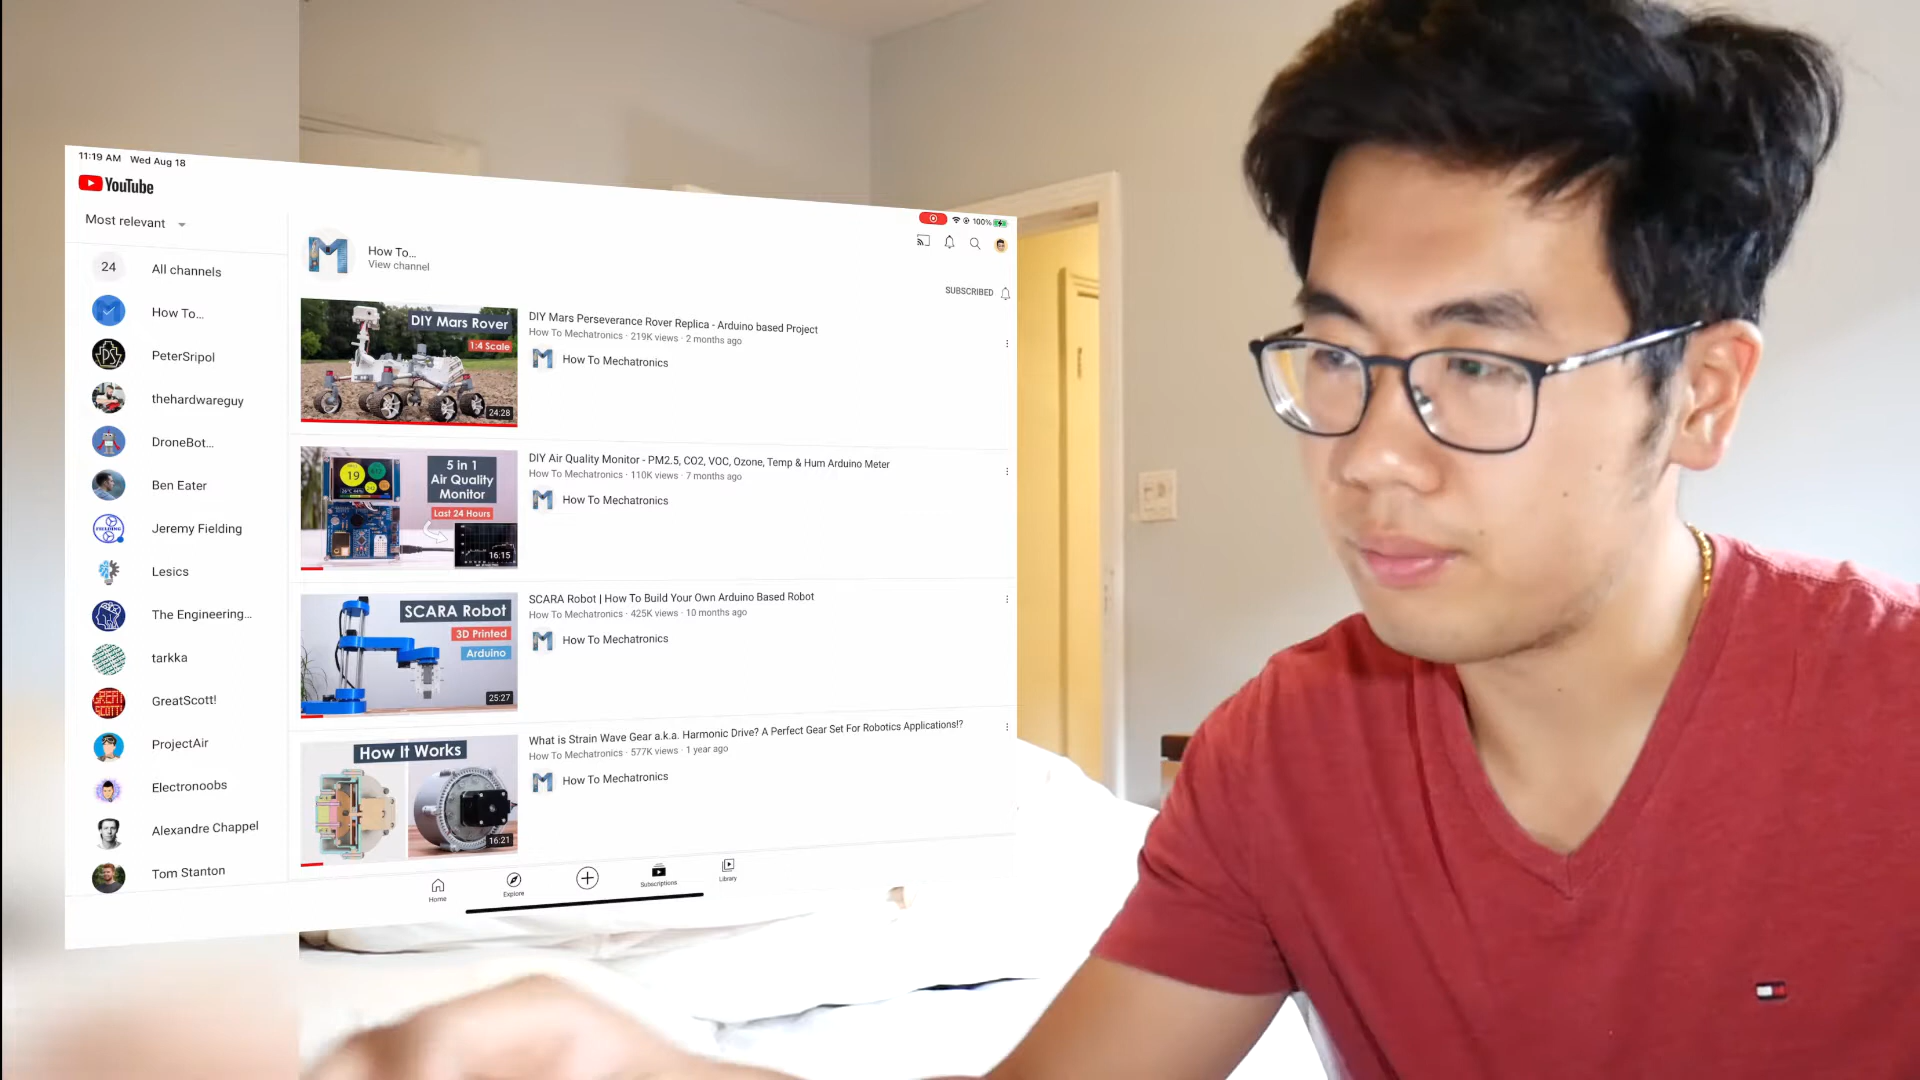 11:19 AM Wed Aug 18
YouTube
100%
Most relevant
24 All channels
How To...
PeterSripol
thehardwareguy
DroneBot...
Ben Eater
Jeremy Fielding
Lesics
The Engineering...
tarkka
GreatScott!
ProjectAir
Electronoobs
Alexandre Chappel
Tom Stanton
How To...
View channel
SUBSCRIBED
DIY Mars Rover
1:4 Scale
24:28
DIY Mars Perseverance Rover Replica - Arduino based Project
How To Mechatronics · 219K views · 2 months ago
How To Mechatronics
19
5 in 1
Air Quality
Monitor
Last 24 Hours
16:15
DIY Air Quality Monitor - PM2.5, CO2, VOC, Ozone, Temp & Hum Arduino Meter
How To Mechatronics · 110K views · 7 months ago
How To Mechatronics
SCARA Robot
3D Printed
Arduino
25:27
SCARA Robot | How To Build Your Own Arduino Based Robot
How To Mechatronics · 425K views · 10 months ago
How To Mechatronics
How It Works
16:21
What is Strain Wave Gear a.k.a. Harmonic Drive? A Perfect Gear Set For Robotics Applications!?
How To Mechatronics · 577K views · 1 year ago
How To Mechatronics
Home
Explore
Subscriptions
Library